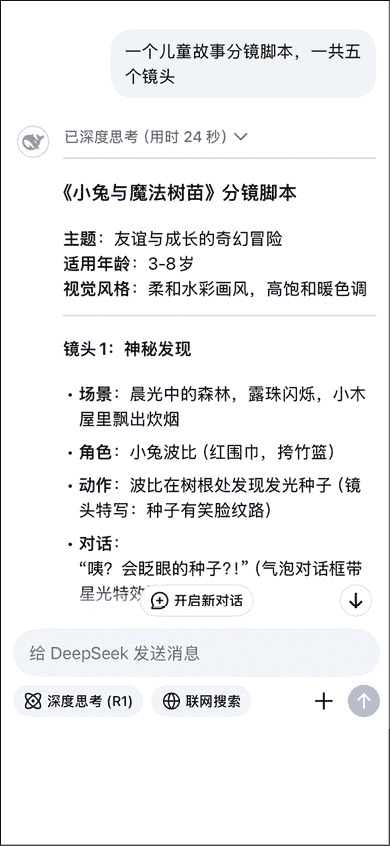 一个儿童故事分镜脚本，一共五
个镜头
已深度思考（用时 24 秒）
《小兔与魔法树苗》分镜脚本
主题：友谊与成长的奇幻冒险
适用年龄：3-8 岁
视觉风格：柔和水彩画风，高饱和暖色调
镜头 1：神秘发现
• 场景：晨光中的森林，露珠闪烁，小木
屋里飘出炊烟
• 角色：小兔波比（红围巾，挎竹篮）
• 动作：波比在树根处发现发光种子（镜
头特写：种子有笑脸纹路）
• 对话：
“咦？会眨眼的种子？！”（气泡对话框带
星光特效
开启新对话
给 DeepSeek 发送消息
深度思考 (R1)
联网搜索